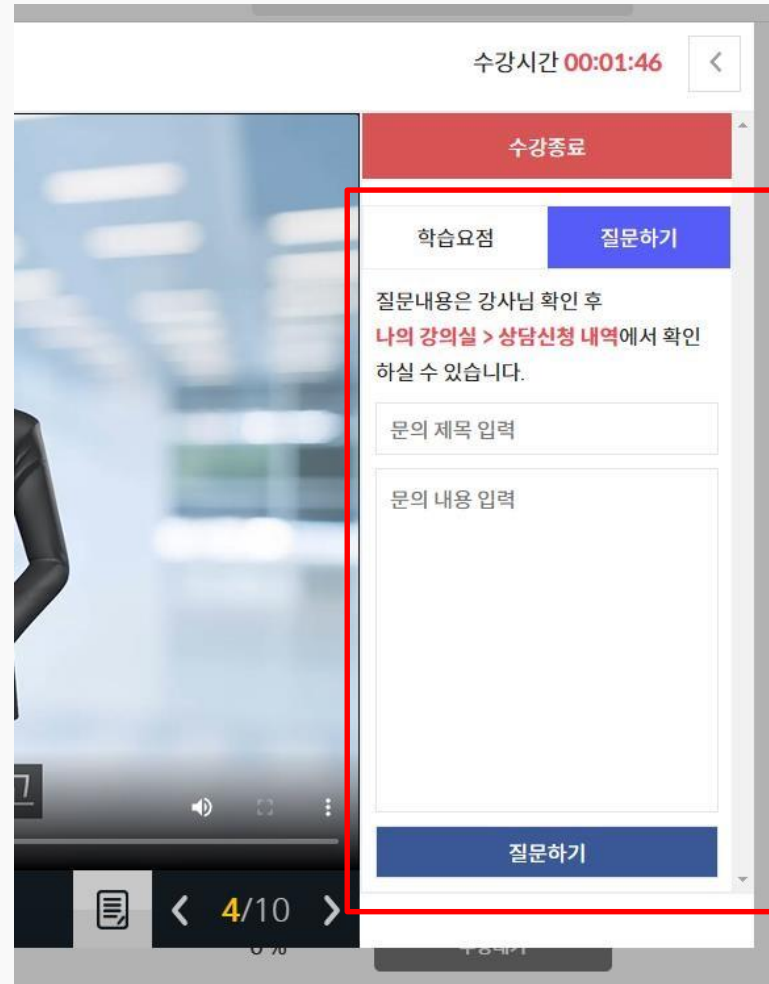 수강시간 00:01:46
수강종료
학습요점 질문하기
질문내용은 강사님 확인 후
나의 강의실 > 상담신청 내역에서 확인
하실 수 있습니다.
문의 제목 입력
문의 내용 입력
고
질문하기
4/10